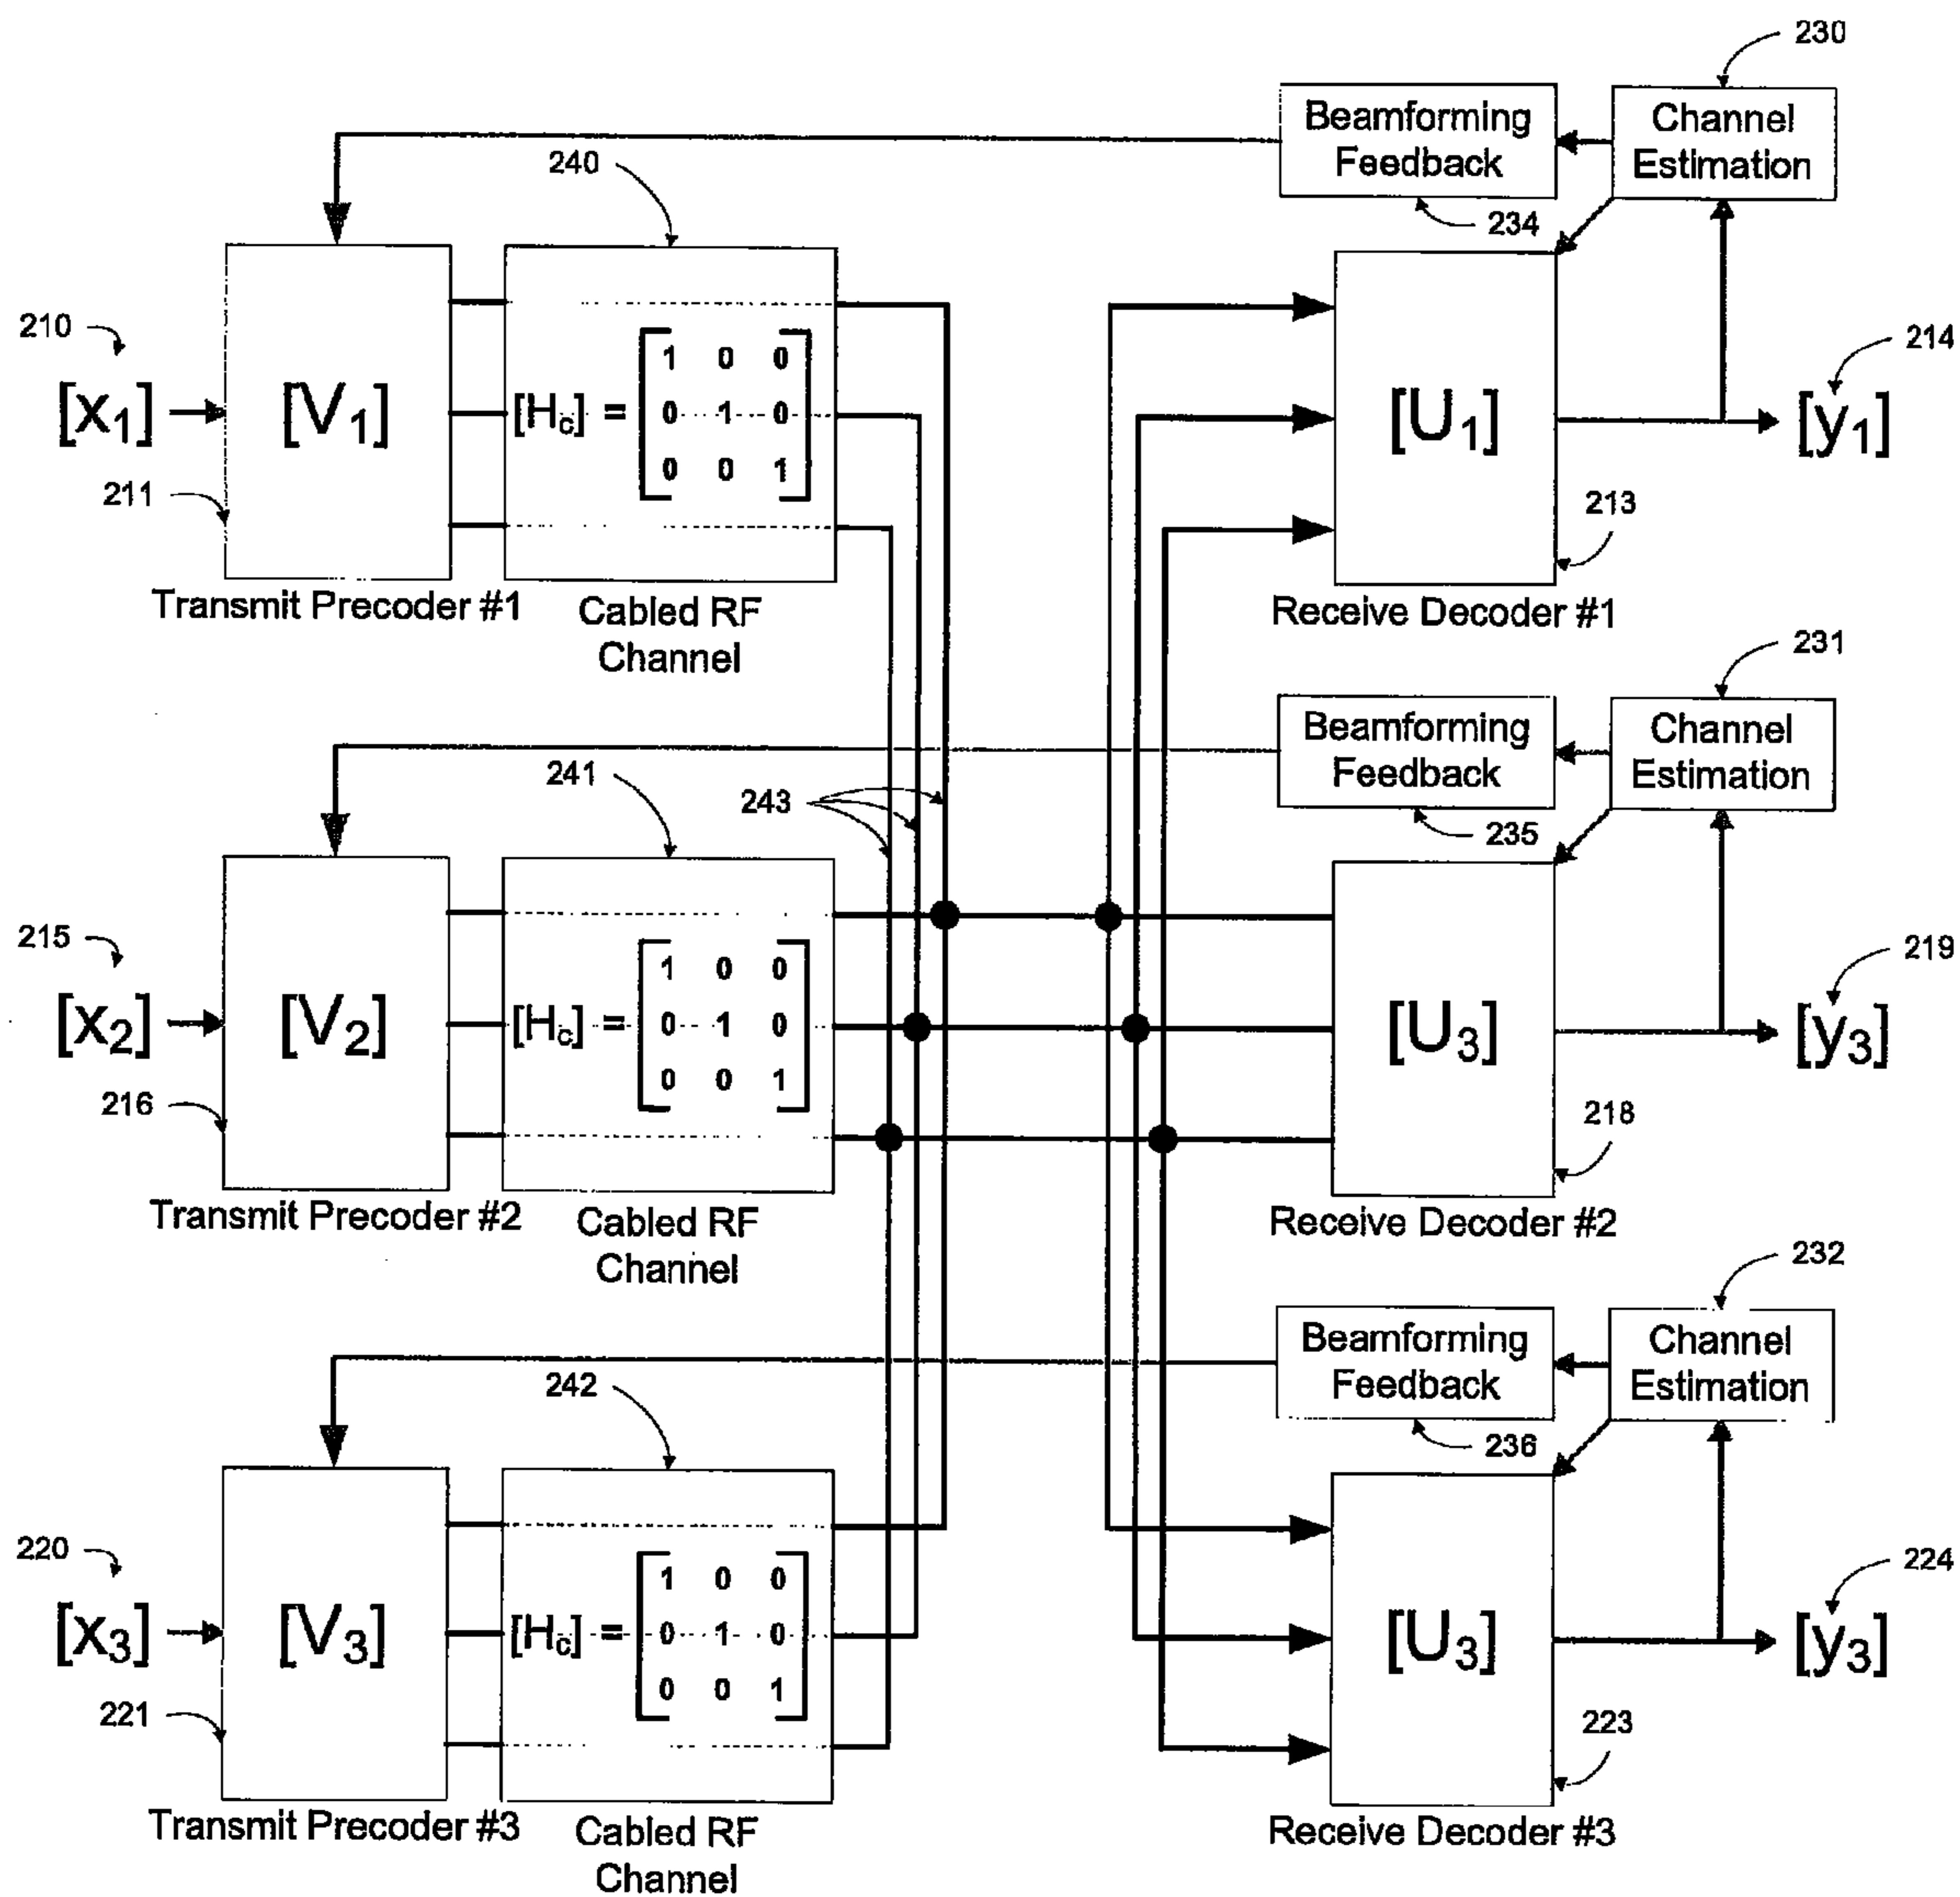 230
Beamforming
Feedback
Channel
Estimation
240
234
210
214
[x1]
[V1]
[Hc] =
1 0 0
0 1 0
0 0 1
[U1]
[y1]
211
213
Transmit Precoder #1
Cabled RF
Channel
Receive Decoder #1
231
Beamforming
Feedback
Channel
Estimation
241
243
235
215
219
[x2]
[V2]
[Hc] =
1 0 0
0 1 0
0 0 1
[U3]
[y3]
216
218
Transmit Precoder #2
Cabled RF
Channel
Receive Decoder #2
232
Beamforming
Feedback
Channel
Estimation
242
236
220
224
[x3]
[V3]
[Hc] =
1 0 0
0 1 0
0 0 1
[U3]
[y3]
221
223
Transmit Precoder #3
Cabled RF
Channel
Receive Decoder #3